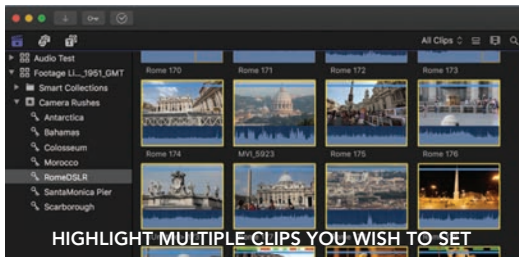 All Clips
Audio Test
Footage Li..._1951_GMT
Smart Collections
Camera Rushes
Antarctica
Bahamas
Colosseum
Morocco
RomeDSLR
SantaMonica Pier
Scarborough
Rome 170
Rome 171
Rome 172
Rome 173
Rome 174
MVI_5923
Rome 175
Rome 176
HIGHLIGHT MULTIPLE CLIPS YOU WISH TO SET